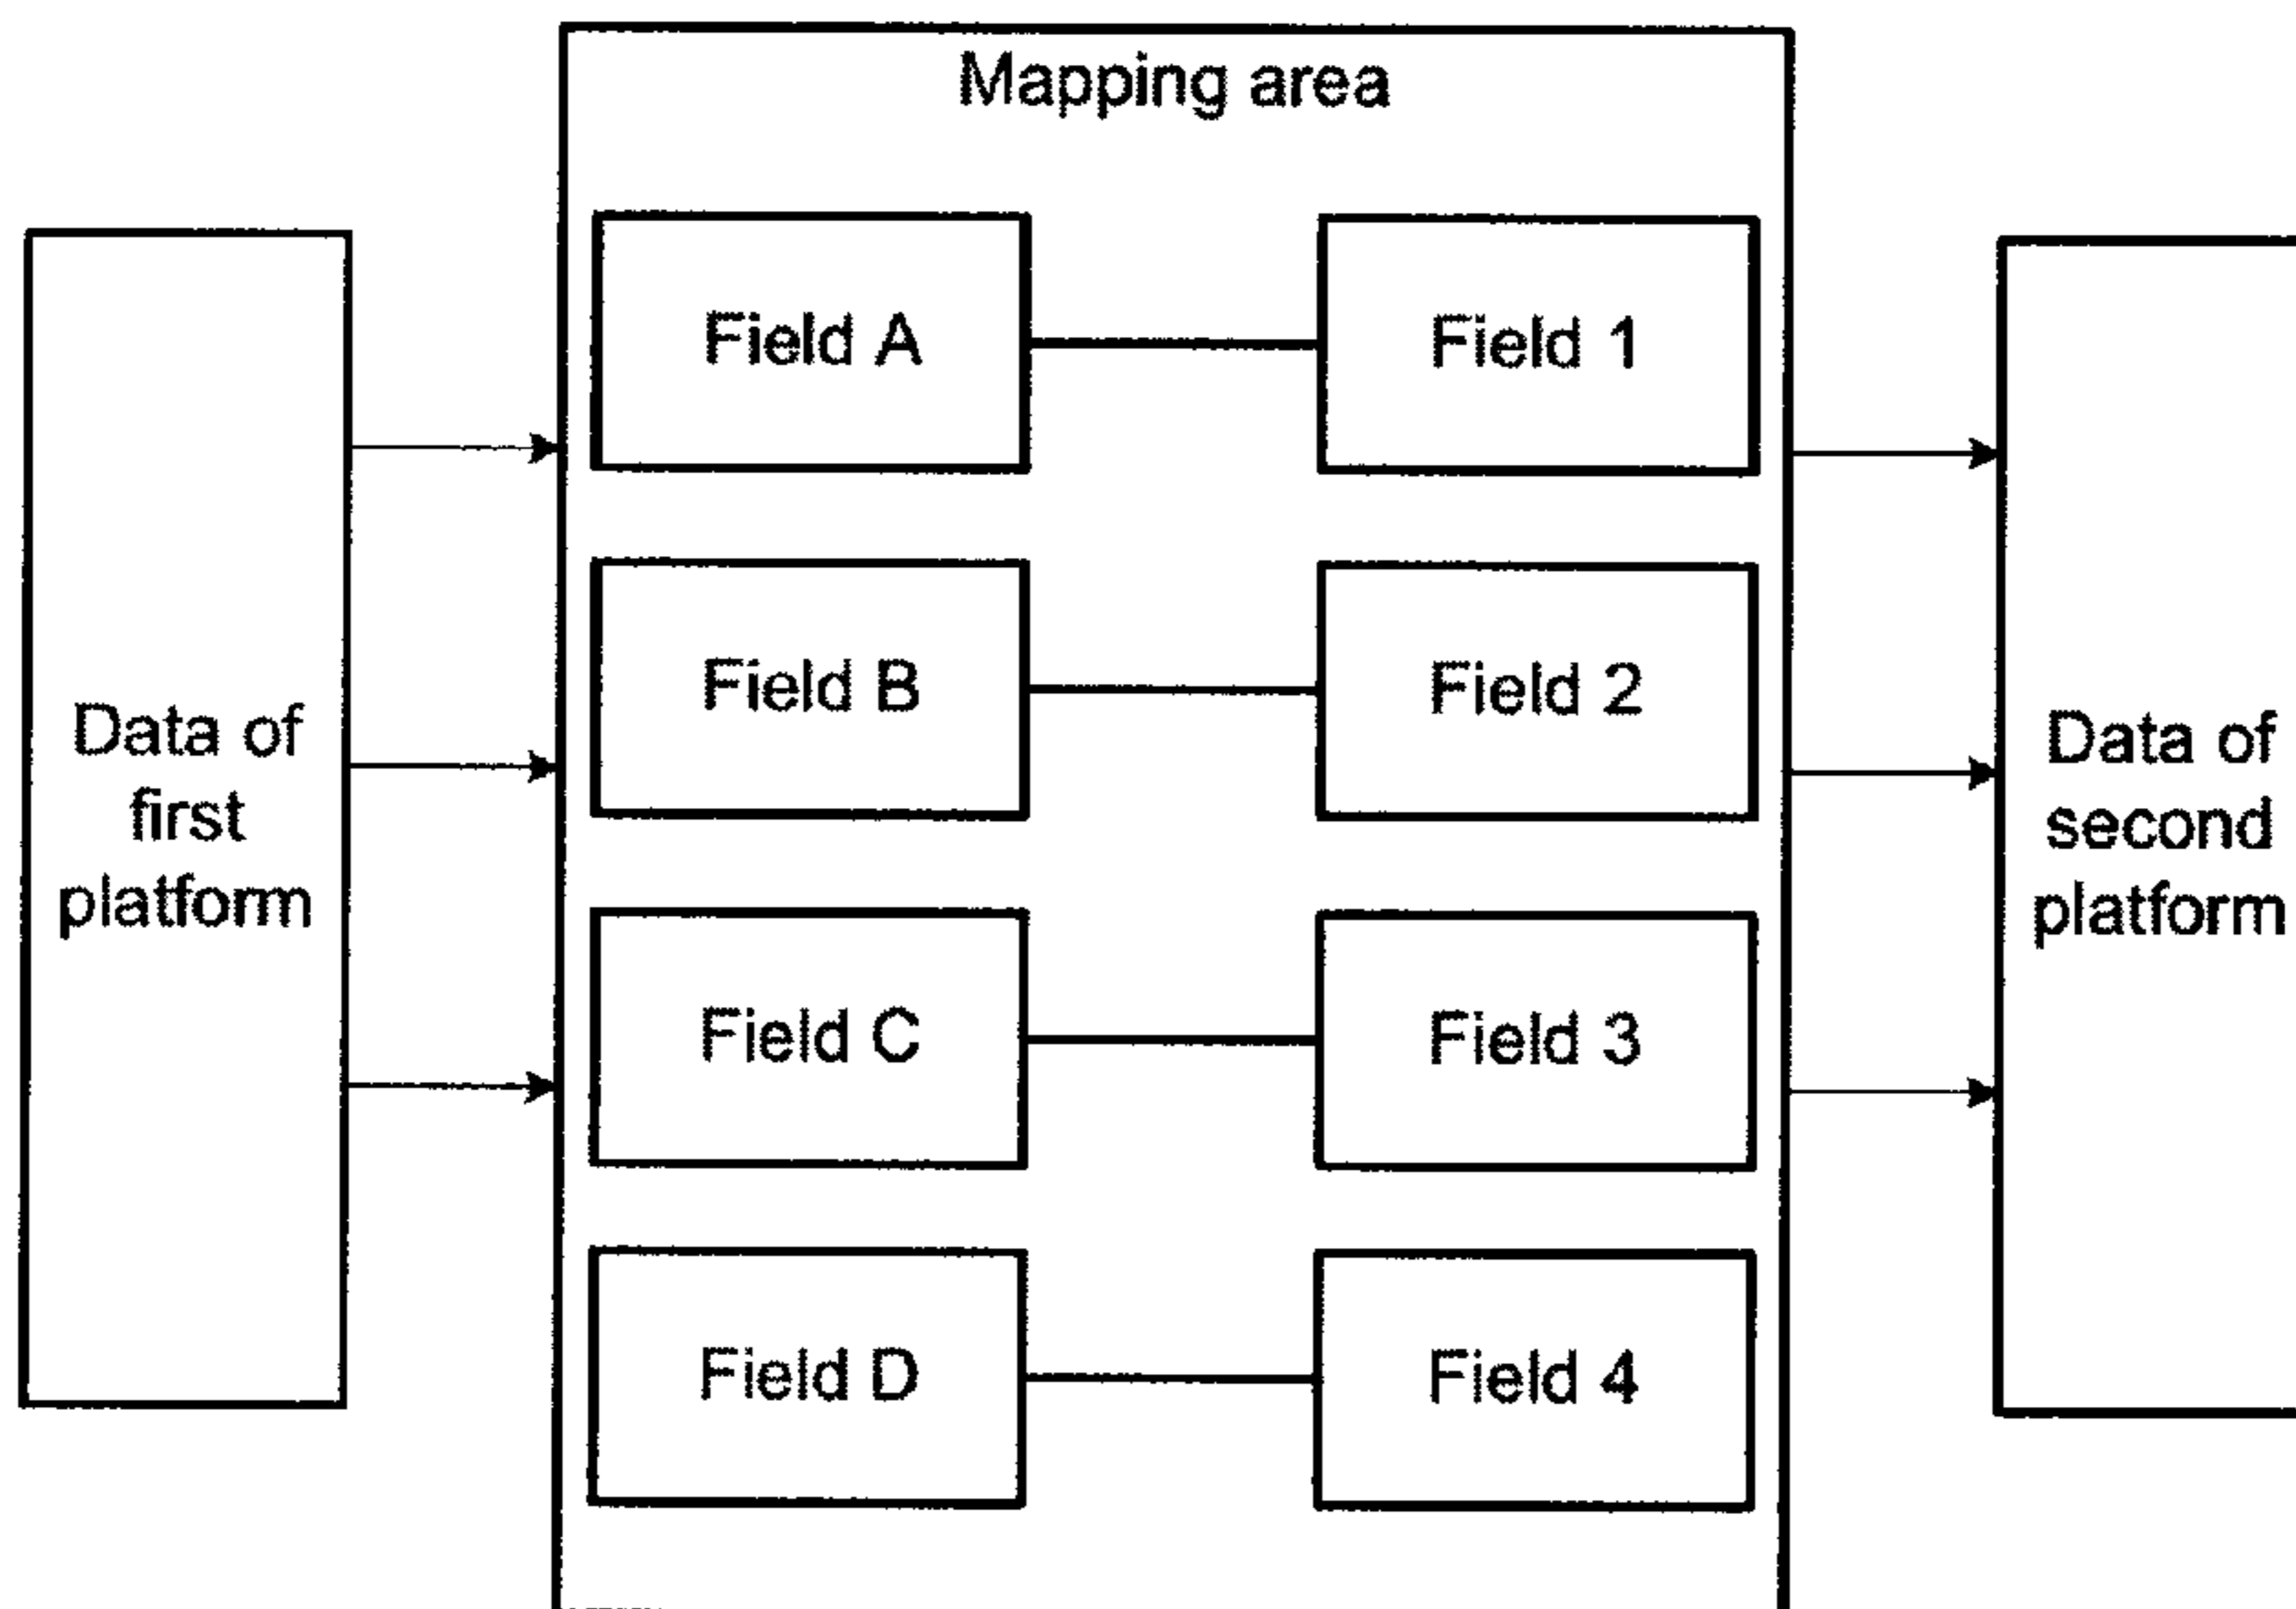 Mapping area
Field A
Field 1
Field B
Field 2
Data of
first
platform
Data of
second
platform
Field C
Field 3
Field D
Field 4